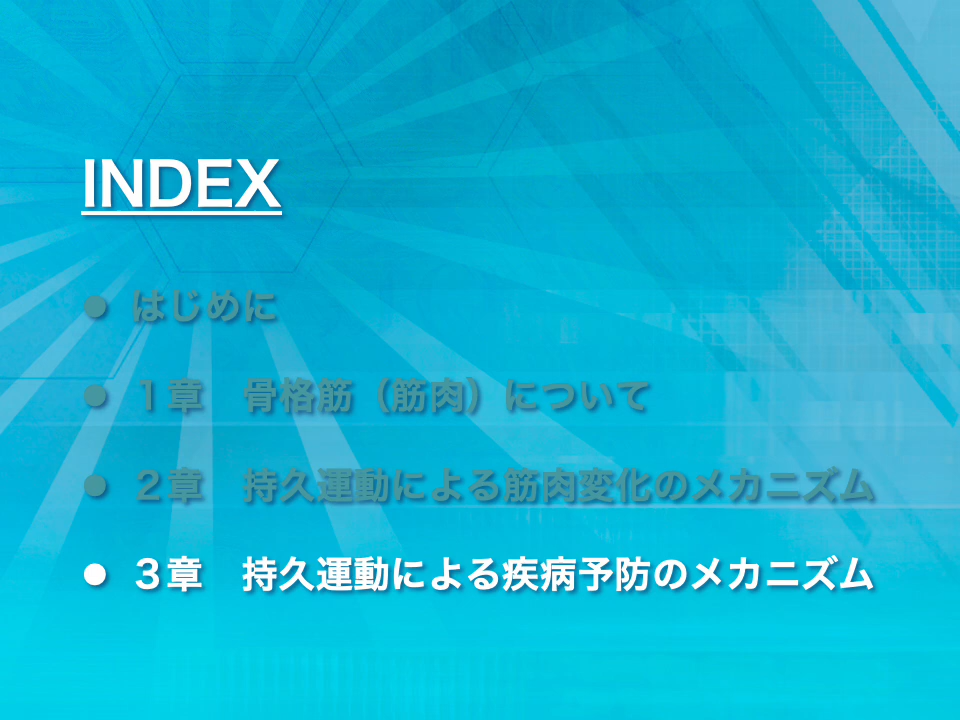 INDEX
● はじめに
● １章　骨格筋（筋肉）について
● ２章　持久運動による筋肉変化のメカニズム
● ３章　持久運動による疾病予防のメカニズム